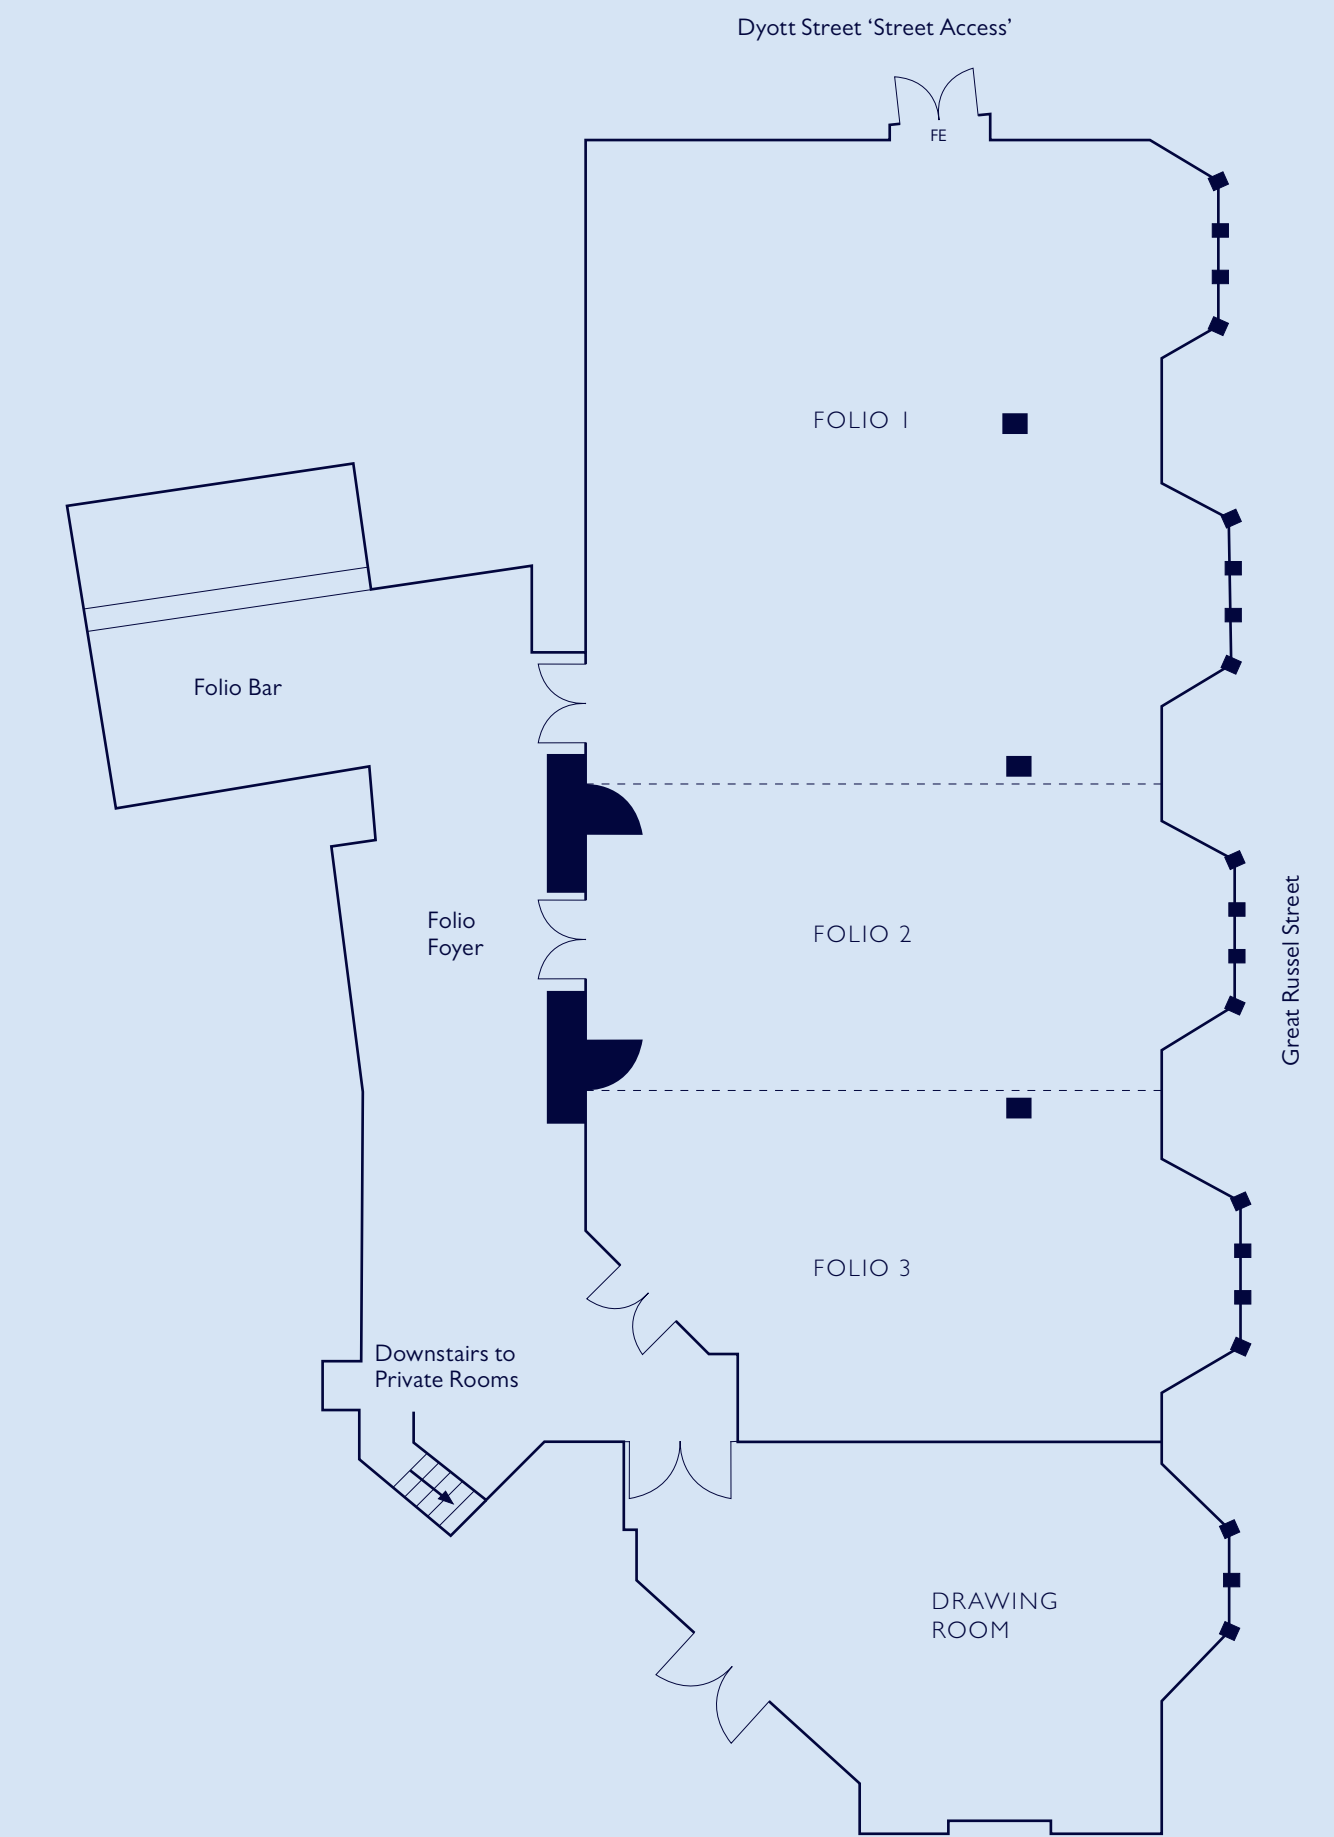 Dyott Street ‘Street Access’
FE
FOLIO 1
Folio Bar
Folio
Foyer
FOLIO 2
Great Russel Street
FOLIO 3
Downstairs to
Private Rooms
DRAWING
ROOM